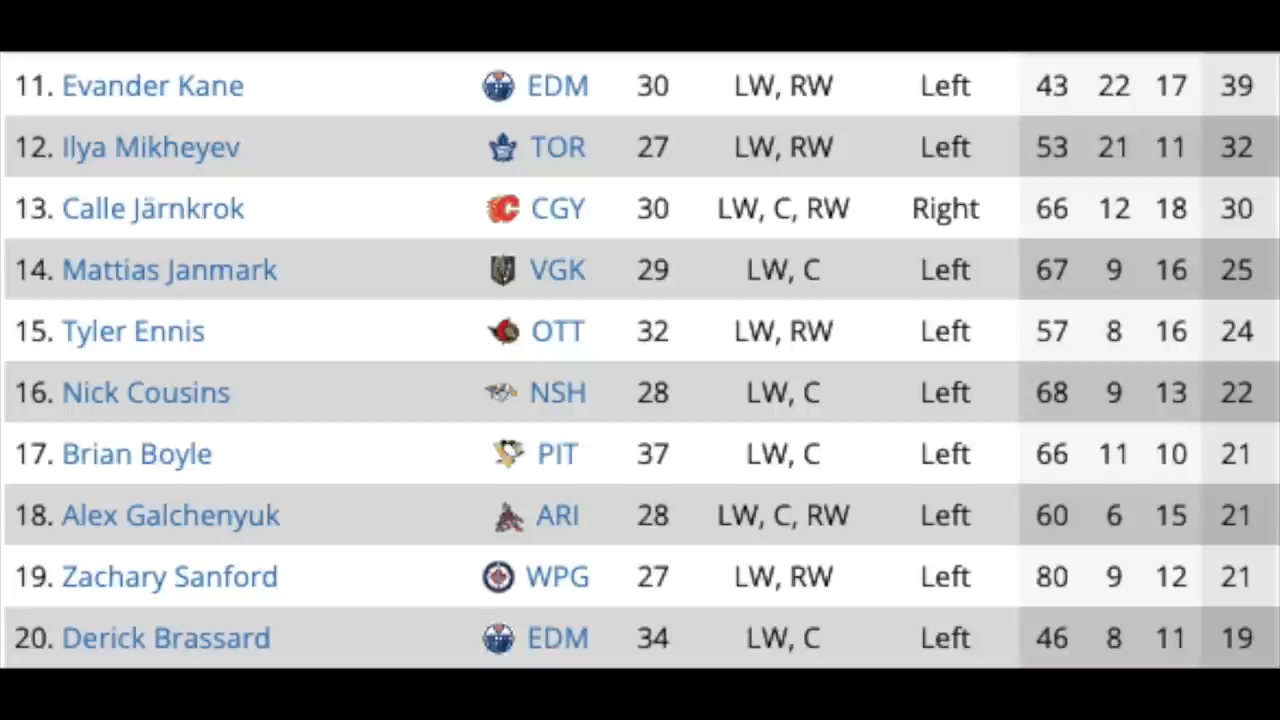 11. Evander Kane EDM 30 LW, RW Left 43 22 17 39
12. Ilya Mikheyev TOR 27 LW, RW Left 53 21 11 32
13. Calle Järnkrok CGY 30 LW, C, RW Right 66 12 18 30
14. Mattias Janmark VGK 29 LW, C Left 67 9 16 25
15. Tyler Ennis OTT 32 LW, RW Left 57 8 16 24
16. Nick Cousins NSH 28 LW, C Left 68 9 13 22
17. Brian Boyle PIT 37 LW, C Left 66 11 10 21
18. Alex Galchenyuk ARI 28 LW, C, RW Left 60 6 15 21
19. Zachary Sanford WPG 27 LW, RW Left 80 9 12 21
20. Derick Brassard EDM 34 LW, C Left 46 8 11 19